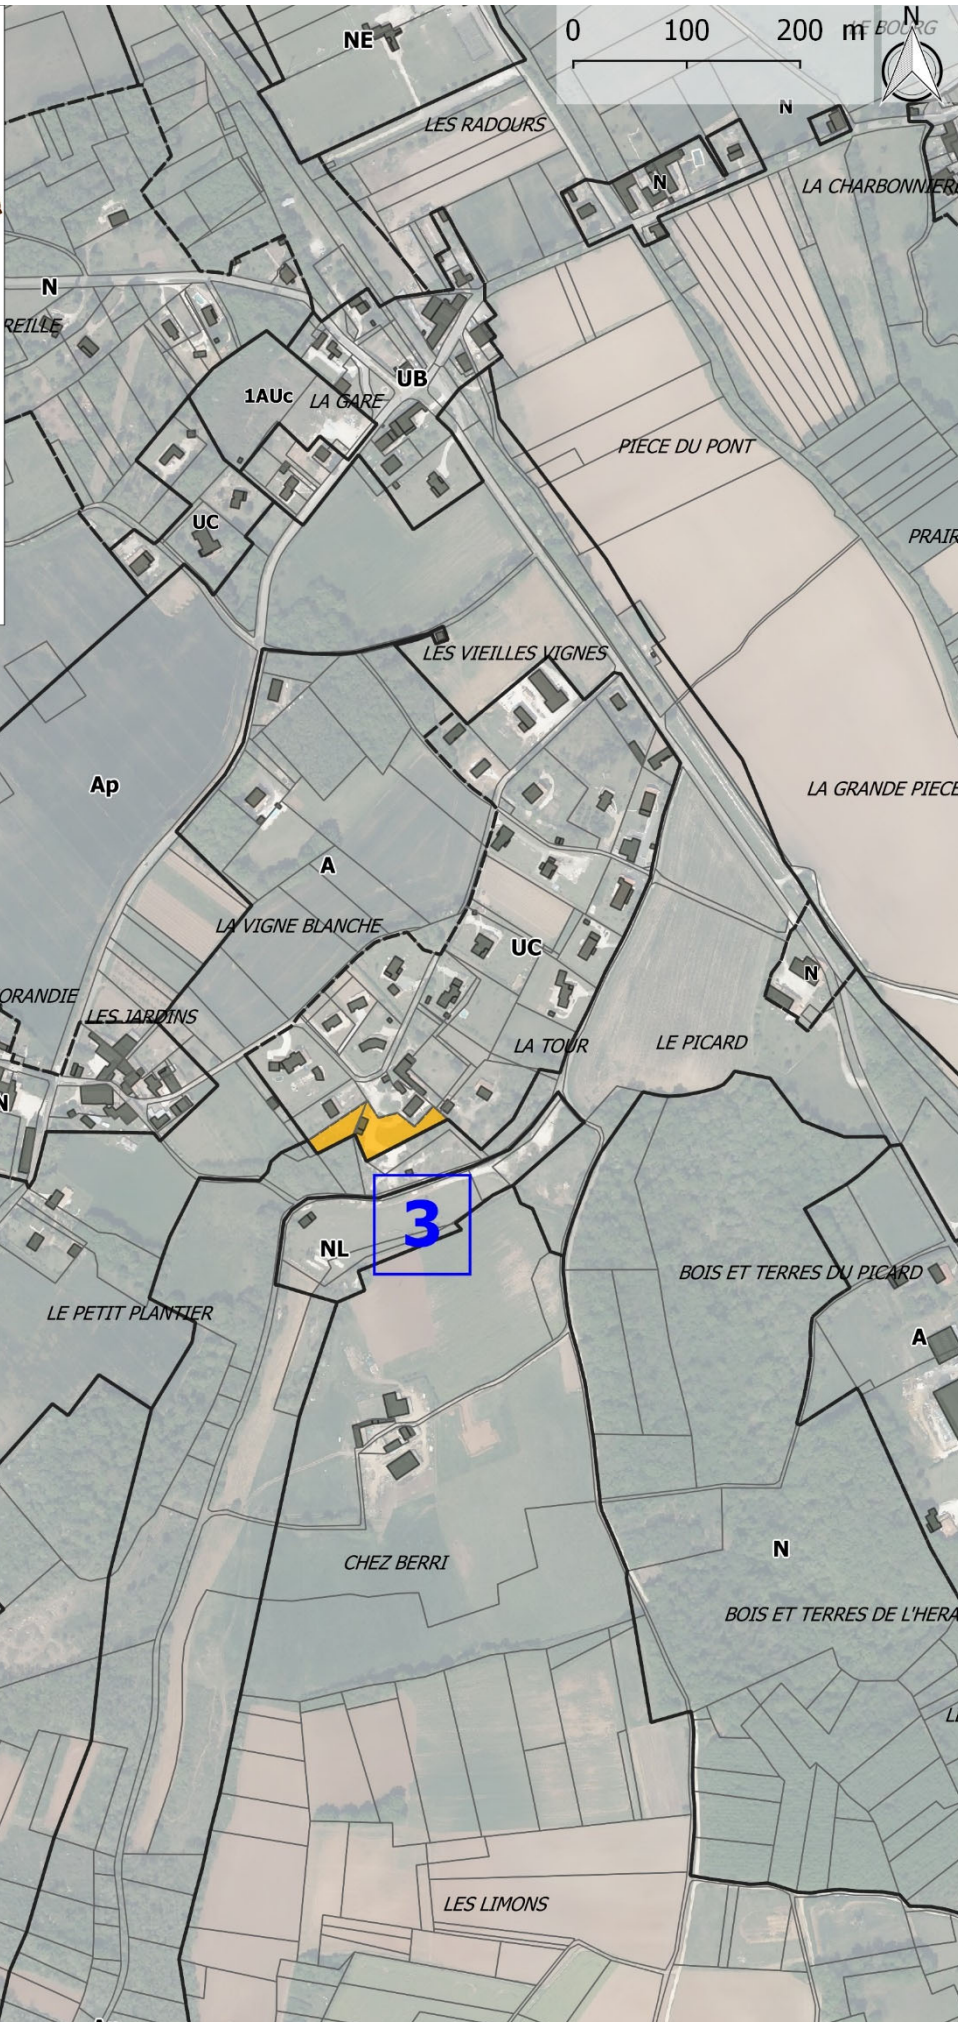 0 100 200 m
N
LE BOURG
NE
N
LES RADOURS
N
LA CHARBONNIERE
N
REILLE
UB
1AUc
LA GARE
PIECE DU PONT
UC
PRAIR
LES VIEILLES VIGNES
Ap
LA GRANDE PIECE
A
LA VIGNE BLANCHE
UC
N
ORANDIE
LES JARDINS
LA TOUR
LE PICARD
N
3
NL
BOIS ET TERRES DU PICARD
LE PETIT PLANTIER
A
N
CHEZ BERRI
BOIS ET TERRES DE L'HERA
LES LIMONS